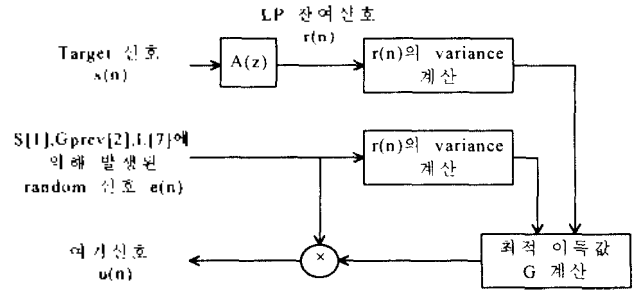 LP 잔여신호
r(n)
Target 신호
s(n)
A(z)
r(n)의 variance
계산
S[1],Gprev[2],L[7]에
의해 발생된
random 신호 e(n)
r(n)의 variance
계산
여기신호
u(n)
×
최적 이득값
G 계산